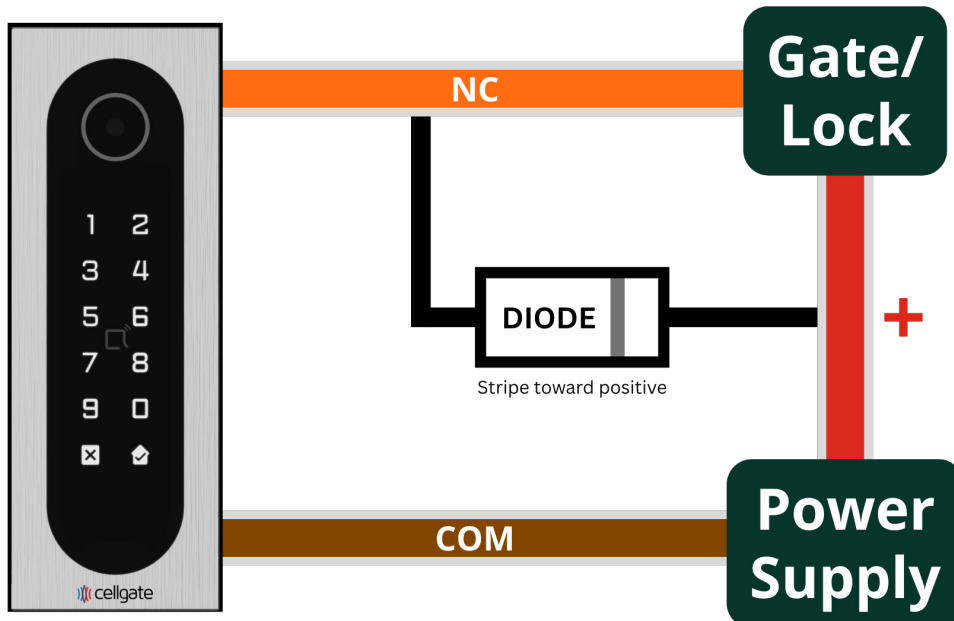 NC
Gate/
Lock
1 2
3 4
5 6
7 8
9 0
DIODE
+
Stripe toward positive
COM
Power
Supply
cellgate